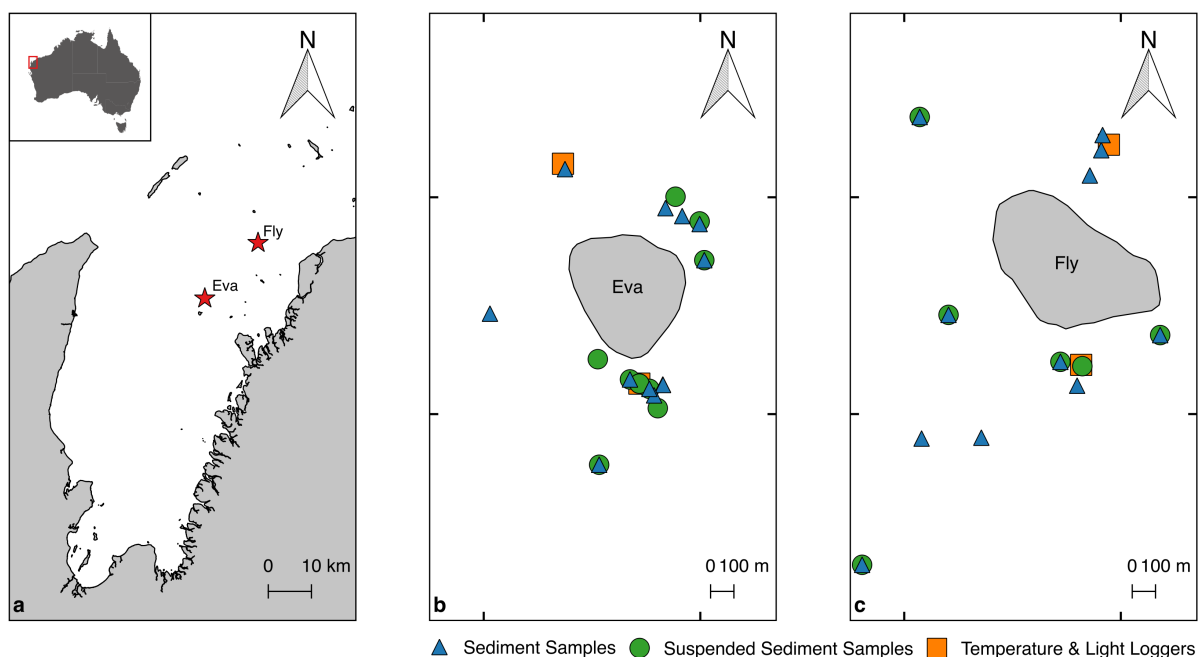 N
Fly
Eva
0 10 km
a
N
Eva
0 100 m
b
N
Fly
0 100 m
c
Sediment Samples Suspended Sediment Samples Temperature & Light Loggers